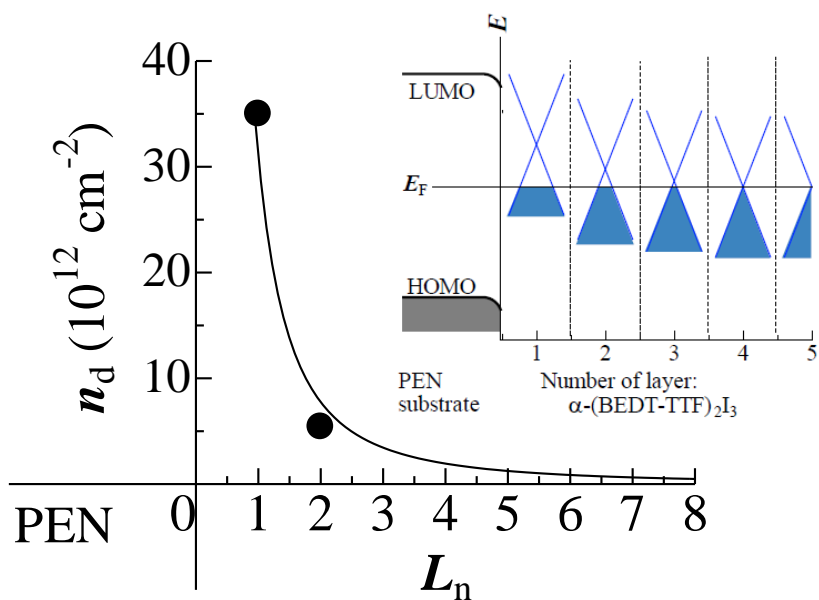 40
30
20
10
n_d (10^12 cm^-2)
PEN
0 1 2 3 4 5 6 7 8
L_n
E
LUMO
E_F
HOMO
1 2 3 4 5
PEN
substrate
Number of layer:
α-(BEDT-TTF)₂I₃